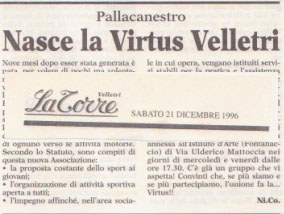 Pallacanestro
Nasce la Virtus Velletri
Nove mesi dopo esser stata generata è
le in cui opera, vengano istituiti servi-
Velletri
La Torre
SABATO 21 DICEMBRE 1996
di ognuno verso le attività motorie.
Secondo lo Statuto, sono compiti di
questa nuova Associazione:
• la proposta costante dello sport ai
giovani;
• l'organizzazione di attività sportiva
aperta a tutti;
• l'impegno affinché, nell'area socia-
annessa all'Istituto d'Arte (Fontanac-
cio) di Via Ulderico Mattoccia nei
giorni di mercoledì e venerdì dalle
ore 17.30. C'è già un gruppo che vi
aspetta! Convinti che, se più siamo e
se più partecipiamo, l'unione fa la...
Virtus!!
Ni.Co.